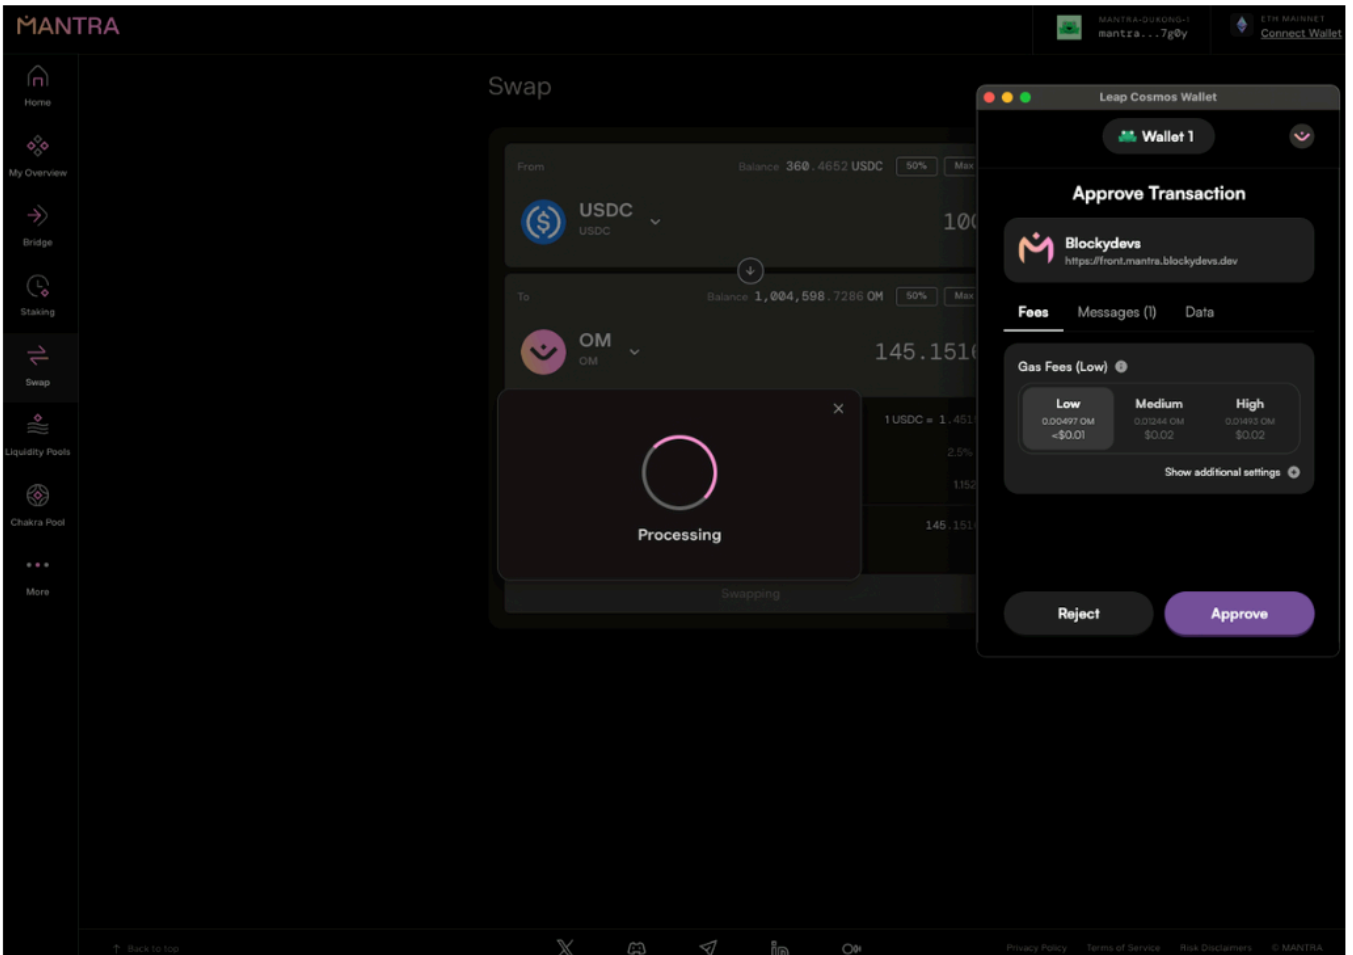 MANTRA
MANTRA-DUKONG-1
mantra...7g0y
ETH MAINNET
Connect Wallet
Home
My Overview
Bridge
Staking
Swap
Liquidity Pools
Chakra Pool
More
Swap
From
Balance 360.4652 USDC
50%
Max
USDC
USDC
100
To
Balance 1,004,598.7286 OM
50%
Max
OM
OM
145.1516
1 USDC = 1.451
2.5%
1.152
145.151
Processing
Swapping
Leap Cosmos Wallet
Wallet 1
Approve Transaction
Blockydevs
https://front.mantra.blockydevs.dev
Fees Messages (1) Data
Gas Fees (Low)
Low Medium High
0.00497 OM 0.01244 OM 0.01493 OM
<$0.01 $0.02 $0.02
Show additional settings
Reject Approve
Back to top
Privacy Policy Terms of Service Risk Disclaimers © MANTRA